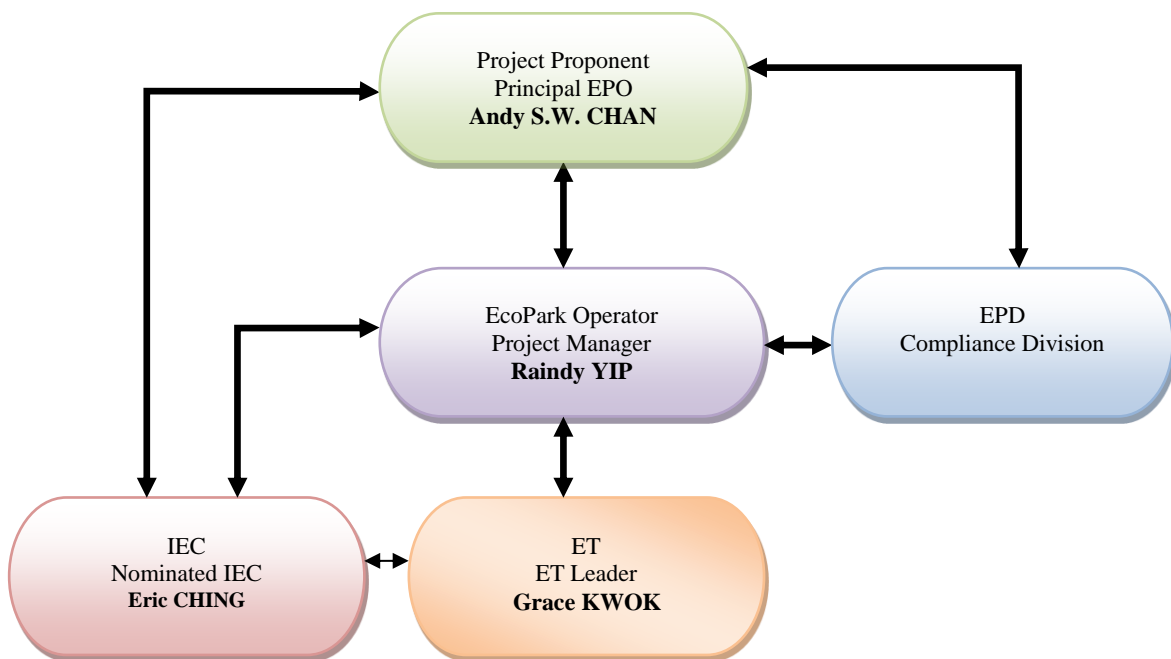 Project Proponent
Principal EPO
Andy S.W. CHAN
EcoPark Operator
Project Manager
Raindy YIP
EPD
Compliance Division
IEC
Nominated IEC
Eric CHING
ET
ET Leader
Grace KWOK